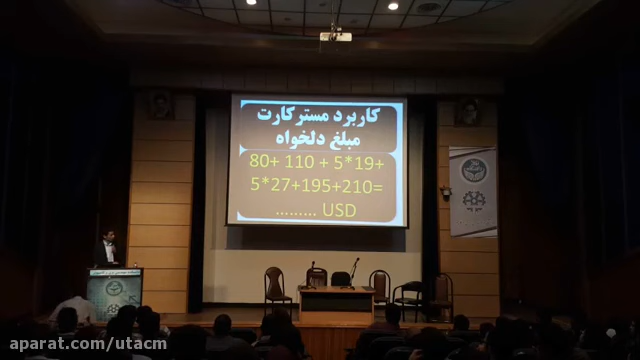 کاربرد مسترکارت
مبلغ دلخواه
80+ 110 + 5*19+
5*27+195+210=
......... USD
aparat.com/utacm